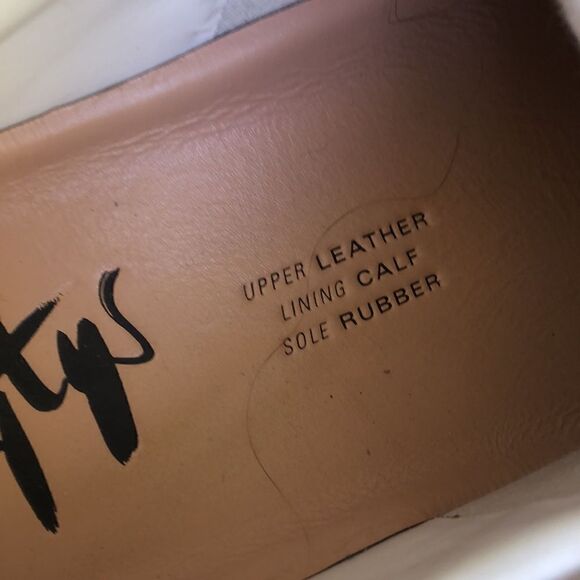 UPPER LEATHER
LINING CALF
SOLE RUBBER